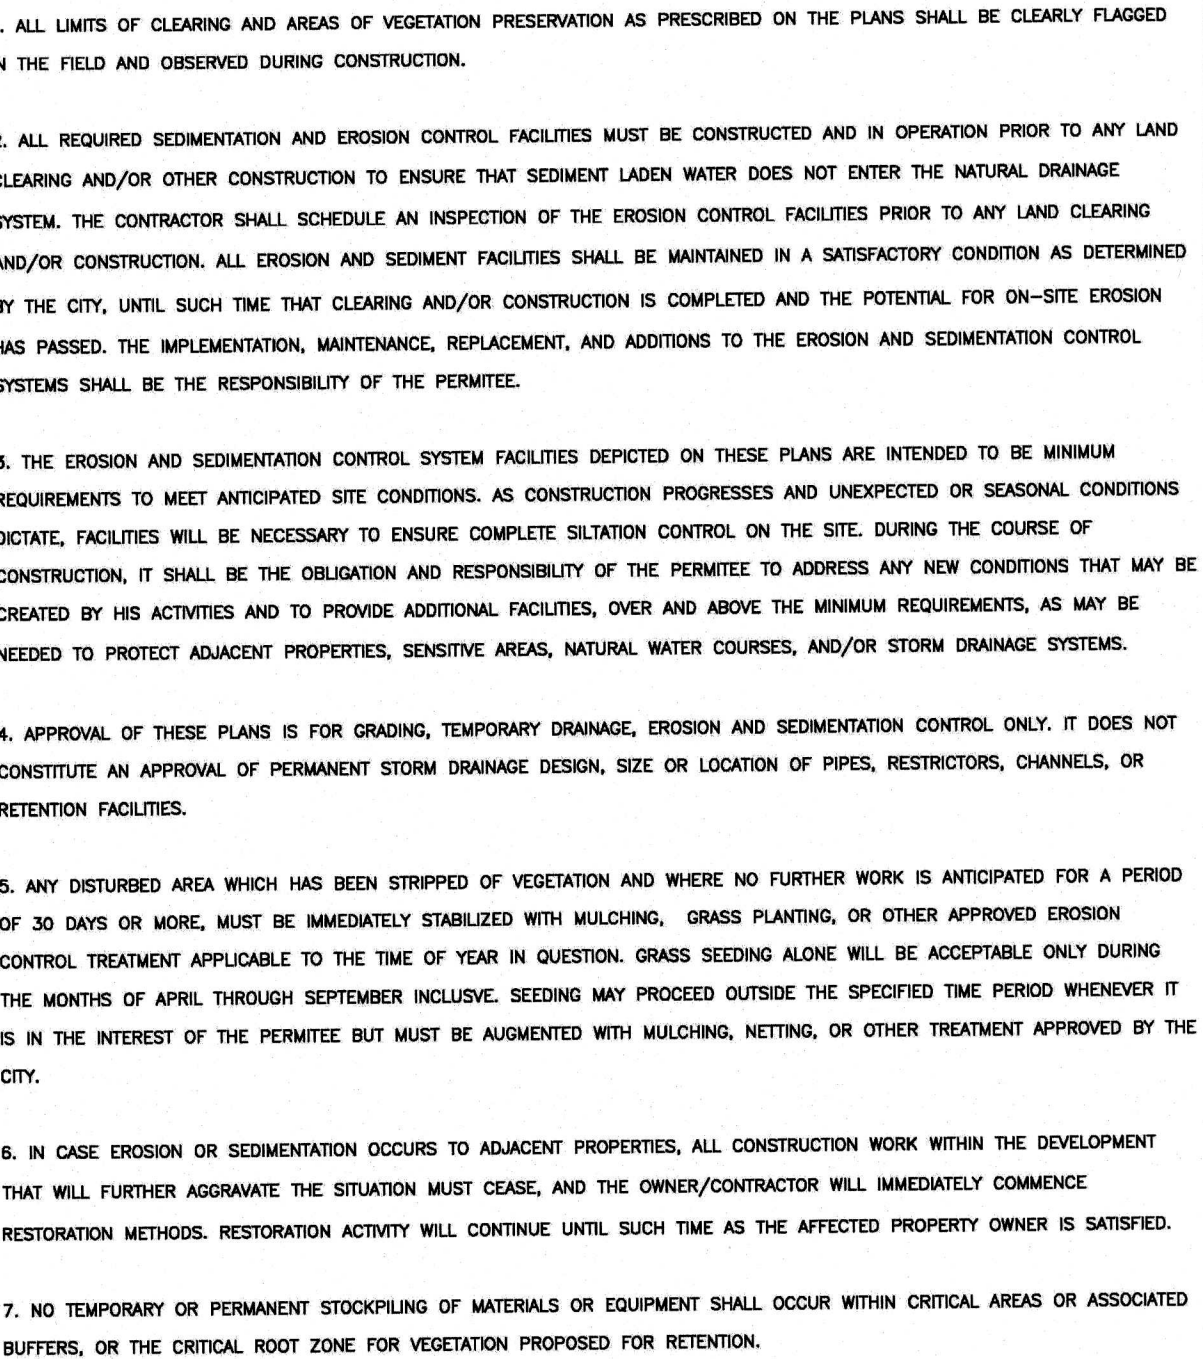 . ALL LIMITS OF CLEARING AND AREAS OF VEGETATION PRESERVATION AS PRESCRIBED ON THE PLANS SHALL BE CLEARLY FLAGGED
N THE FIELD AND OBSERVED DURING CONSTRUCTION.
2. ALL REQUIRED SEDIMENTATION AND EROSION CONTROL FACILITIES MUST BE CONSTRUCTED AND IN OPERATION PRIOR TO ANY LAND
CLEARING AND/OR OTHER CONSTRUCTION TO ENSURE THAT SEDIMENT LADEN WATER DOES NOT ENTER THE NATURAL DRAINAGE
SYSTEM. THE CONTRACTOR SHALL SCHEDULE AN INSPECTION OF THE EROSION CONTROL FACILITIES PRIOR TO ANY LAND CLEARING
AND/OR CONSTRUCTION. ALL EROSION AND SEDIMENT FACILITIES SHALL BE MAINTAINED IN A SATISFACTORY CONDITION AS DETERMINED
BY THE CITY, UNTIL SUCH TIME THAT CLEARING AND/OR CONSTRUCTION IS COMPLETED AND THE POTENTIAL FOR ON-SITE EROSION
HAS PASSED. THE IMPLEMENTATION, MAINTENANCE, REPLACEMENT, AND ADDITIONS TO THE EROSION AND SEDIMENTATION CONTROL
SYSTEMS SHALL BE THE RESPONSIBILITY OF THE PERMITEE.
3. THE EROSION AND SEDIMENTATION CONTROL SYSTEM FACILITIES DEPICTED ON THESE PLANS ARE INTENDED TO BE MINIMUM
REQUIREMENTS TO MEET ANTICIPATED SITE CONDITIONS. AS CONSTRUCTION PROGRESSES AND UNEXPECTED OR SEASONAL CONDITIONS
DICTATE, FACILITIES WILL BE NECESSARY TO ENSURE COMPLETE SILTATION CONTROL ON THE SITE. DURING THE COURSE OF
CONSTRUCTION, IT SHALL BE THE OBLIGATION AND RESPONSIBILITY OF THE PERMITEE TO ADDRESS ANY NEW CONDITIONS THAT MAY BE
CREATED BY HIS ACTIVITIES AND TO PROVIDE ADDITIONAL FACILITIES, OVER AND ABOVE THE MINIMUM REQUIREMENTS, AS MAY BE
NEEDED TO PROTECT ADJACENT PROPERTIES, SENSITIVE AREAS, NATURAL WATER COURSES, AND/OR STORM DRAINAGE SYSTEMS.
4. APPROVAL OF THESE PLANS IS FOR GRADING, TEMPORARY DRAINAGE, EROSION AND SEDIMENTATION CONTROL ONLY. IT DOES NOT
CONSTITUTE AN APPROVAL OF PERMANENT STORM DRAINAGE DESIGN, SIZE OR LOCATION OF PIPES, RESTRICTORS, CHANNELS, OR
RETENTION FACILITIES.
5. ANY DISTURBED AREA WHICH HAS BEEN STRIPPED OF VEGETATION AND WHERE NO FURTHER WORK IS ANTICIPATED FOR A PERIOD
OF 30 DAYS OR MORE, MUST BE IMMEDIATELY STABILIZED WITH MULCHING, GRASS PLANTING, OR OTHER APPROVED EROSION
CONTROL TREATMENT APPLICABLE TO THE TIME OF YEAR IN QUESTION. GRASS SEEDING ALONE WILL BE ACCEPTABLE ONLY DURING
THE MONTHS OF APRIL THROUGH SEPTEMBER INCLUSVE. SEEDING MAY PROCEED OUTSIDE THE SPECIFIED TIME PERIOD WHENEVER IT
IS IN THE INTEREST OF THE PERMITEE BUT MUST BE AUGMENTED WITH MULCHING, NETTING, OR OTHER TREATMENT APPROVED BY THE
CITY.
6. IN CASE EROSION OR SEDIMENTATION OCCURS TO ADJACENT PROPERTIES, ALL CONSTRUCTION WORK WITHIN THE DEVELOPMENT
THAT WILL FURTHER AGGRAVATE THE SITUATION MUST CEASE, AND THE OWNER/CONTRACTOR WILL IMMEDIATELY COMMENCE
RESTORATION METHODS. RESTORATION ACTIVITY WILL CONTINUE UNTIL SUCH TIME AS THE AFFECTED PROPERTY OWNER IS SATISFIED.
7. NO TEMPORARY OR PERMANENT STOCKPILING OF MATERIALS OR EQUIPMENT SHALL OCCUR WITHIN CRITICAL AREAS OR ASSOCIATED
BUFFERS, OR THE CRITICAL ROOT ZONE FOR VEGETATION PROPOSED FOR RETENTION.